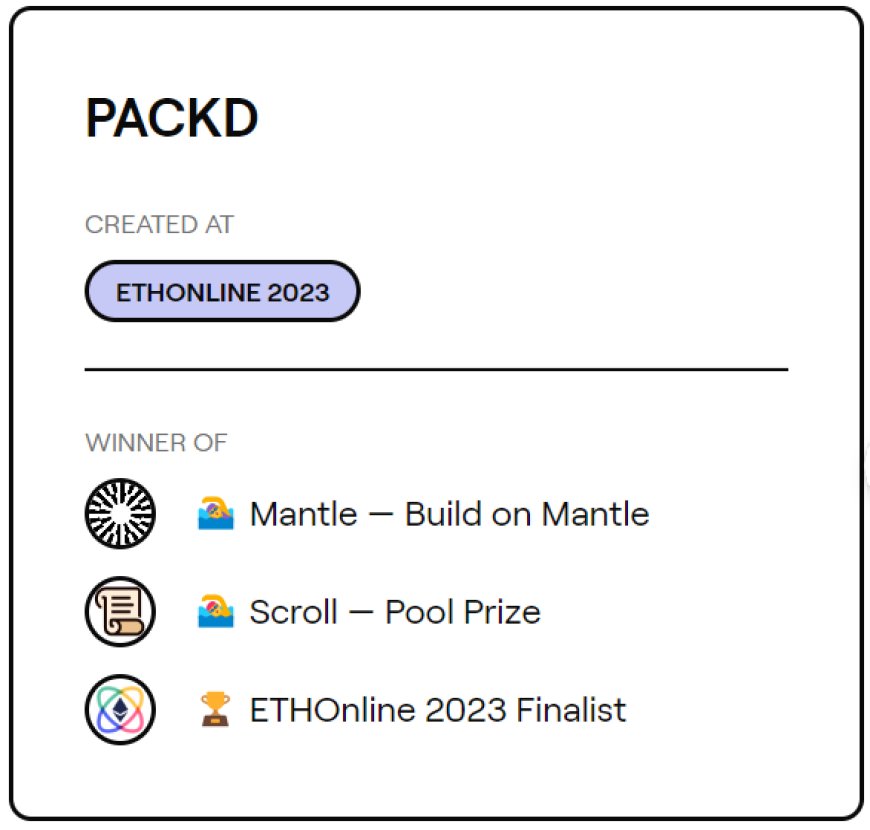 PACKD
CREATED AT
ETHONLINE 2023
WINNER OF
🏊 Mantle — Build on Mantle
🏊 Scroll — Pool Prize
🏆 ETHOnline 2023 Finalist